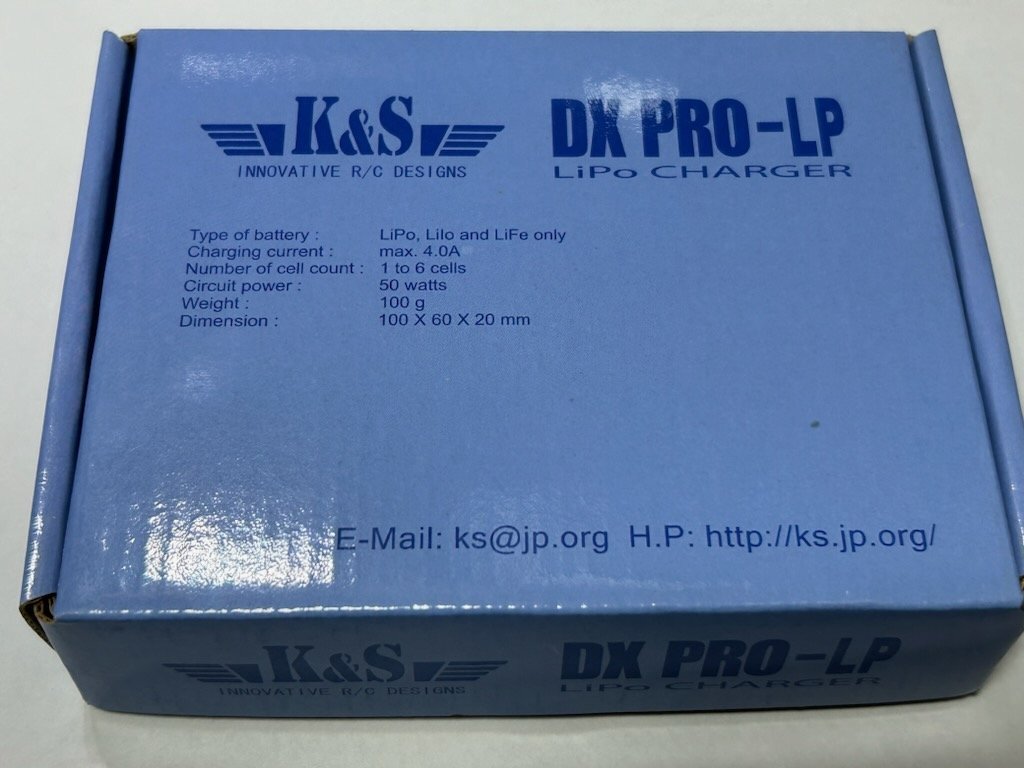 K&S
INNOVATIVE R/C DESIGNS
DX PRO-LP
LiPo CHARGER
Type of battery : LiPo, LiIo and LiFe only
Charging current : max. 4.0A
Number of cell count : 1 to 6 cells
Circuit power : 50 watts
Weight : 100 g
Dimension : 100 X 60 X 20 mm
E-Mail: ks@jp.org H.P: http://ks.jp.org/
K&S
INNOVATIVE R/C DESIGNS
DX PRO-LP
LiPo CHARGER